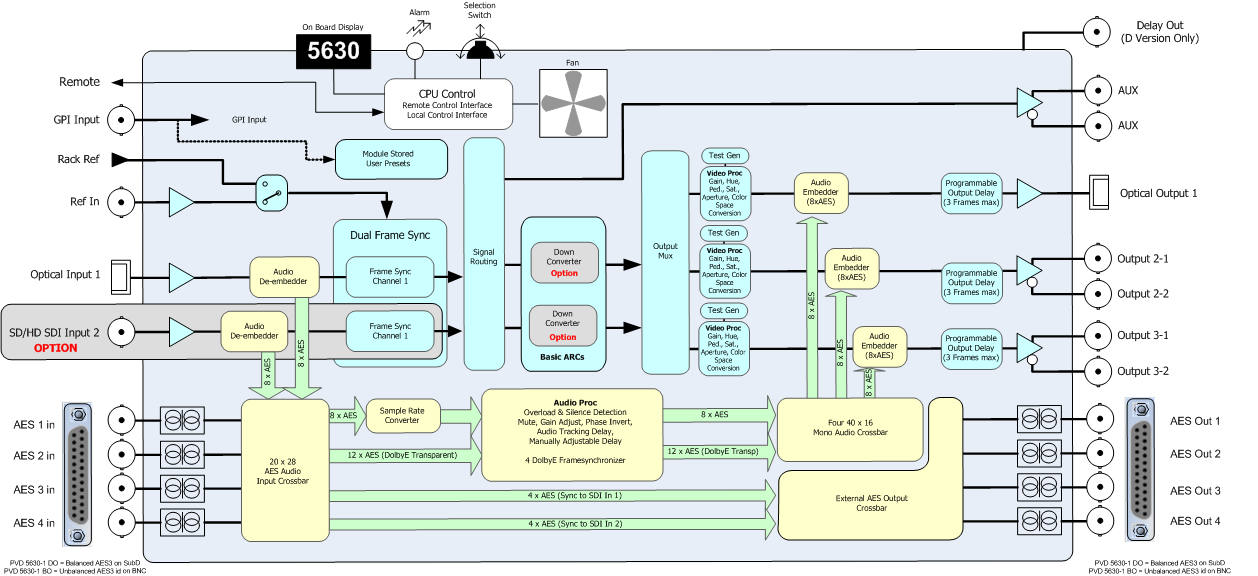 On Board Display
5630
Alarm
Selection
Switch
Fan
Delay Out
(D Version Only)
Remote
CPU Control
Remote Control Interface
Local Control Interface
AUX
AUX
GPI Input
GPI Input
Rack Ref
Module Stored
User Presets
Ref In
Dual Frame Sync
Signal
Routing
Output
Mux
Test Gen
Video Proc
Gain, Hue,
Ped., Sat.,
Aperture, Color
Space
Conversion
Audio
Embedder
(8xAES)
Programmable
Output Delay
(3 Frames max)
Optical Output 1
Optical Input 1
Audio
De-embedder
Frame Sync
Channel 1
Down
Converter
Option
Test Gen
Video Proc
Gain, Hue,
Ped., Sat.,
Aperture, Color
Space
Conversion
Audio
Embedder
(8xAES)
Programmable
Output Delay
(3 Frames max)
Output 2-1
Output 2-2
SD/HD SDI Input 2
OPTION
Audio
De-embedder
Frame Sync
Channel 1
Down
Converter
Option
Basic ARCs
Test Gen
Video Proc
Gain, Hue,
Ped., Sat.,
Aperture, Color
Space
Conversion
Audio
Embedder
(8xAES)
Programmable
Output Delay
(3 Frames max)
Output 3-1
Output 3-2
8 x AES
8 x AES
8 x AES
8 x AES
8 x AES
AES 1 in
AES 2 in
AES 3 in
AES 4 in
20 x 28
AES Audio
Input Crossbar
8 x AES
Sample Rate
Converter
12 x AES (DolbyE Transparent)
Audio Proc
Overload & Silence Detection
Mute, Gain Adjust, Phase Invert,
Audio Tracking Delay,
Manually Adjustable Delay
4 DolbyE Framesynchronizer
8 x AES
12 x AES (DolbyE Transp)
Four 40 x 16
Mono Audio Crossbar
4 x AES (Sync to SDI In 1)
4 x AES (Sync to SDI In 2)
External AES Output
Crossbar
AES Out 1
AES Out 2
AES Out 3
AES Out 4
PVD 5630-1 DO = Balanced AES3 on SubD
PVD 5630-1 BO = Unbalanced AES3 id on BNC
PVD 5630-1 DO = Balanced AES3 on SubD
PVD 5630-1 BO = Unbalanced AES3 id on BNC